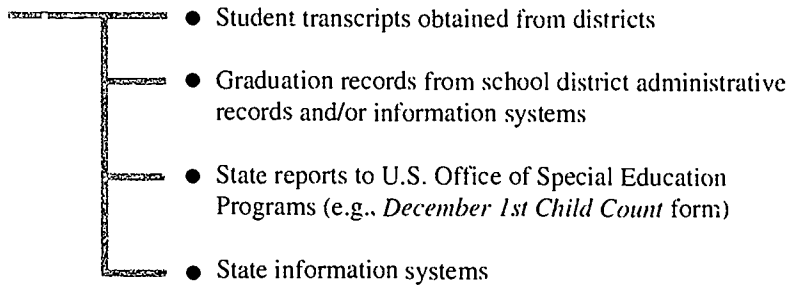 ● Student transcripts obtained from districts
● Graduation records from school district administrative
records and/or information systems
● State reports to U.S. Office of Special Education
Programs (e.g., December 1st Child Count form)
● State information systems